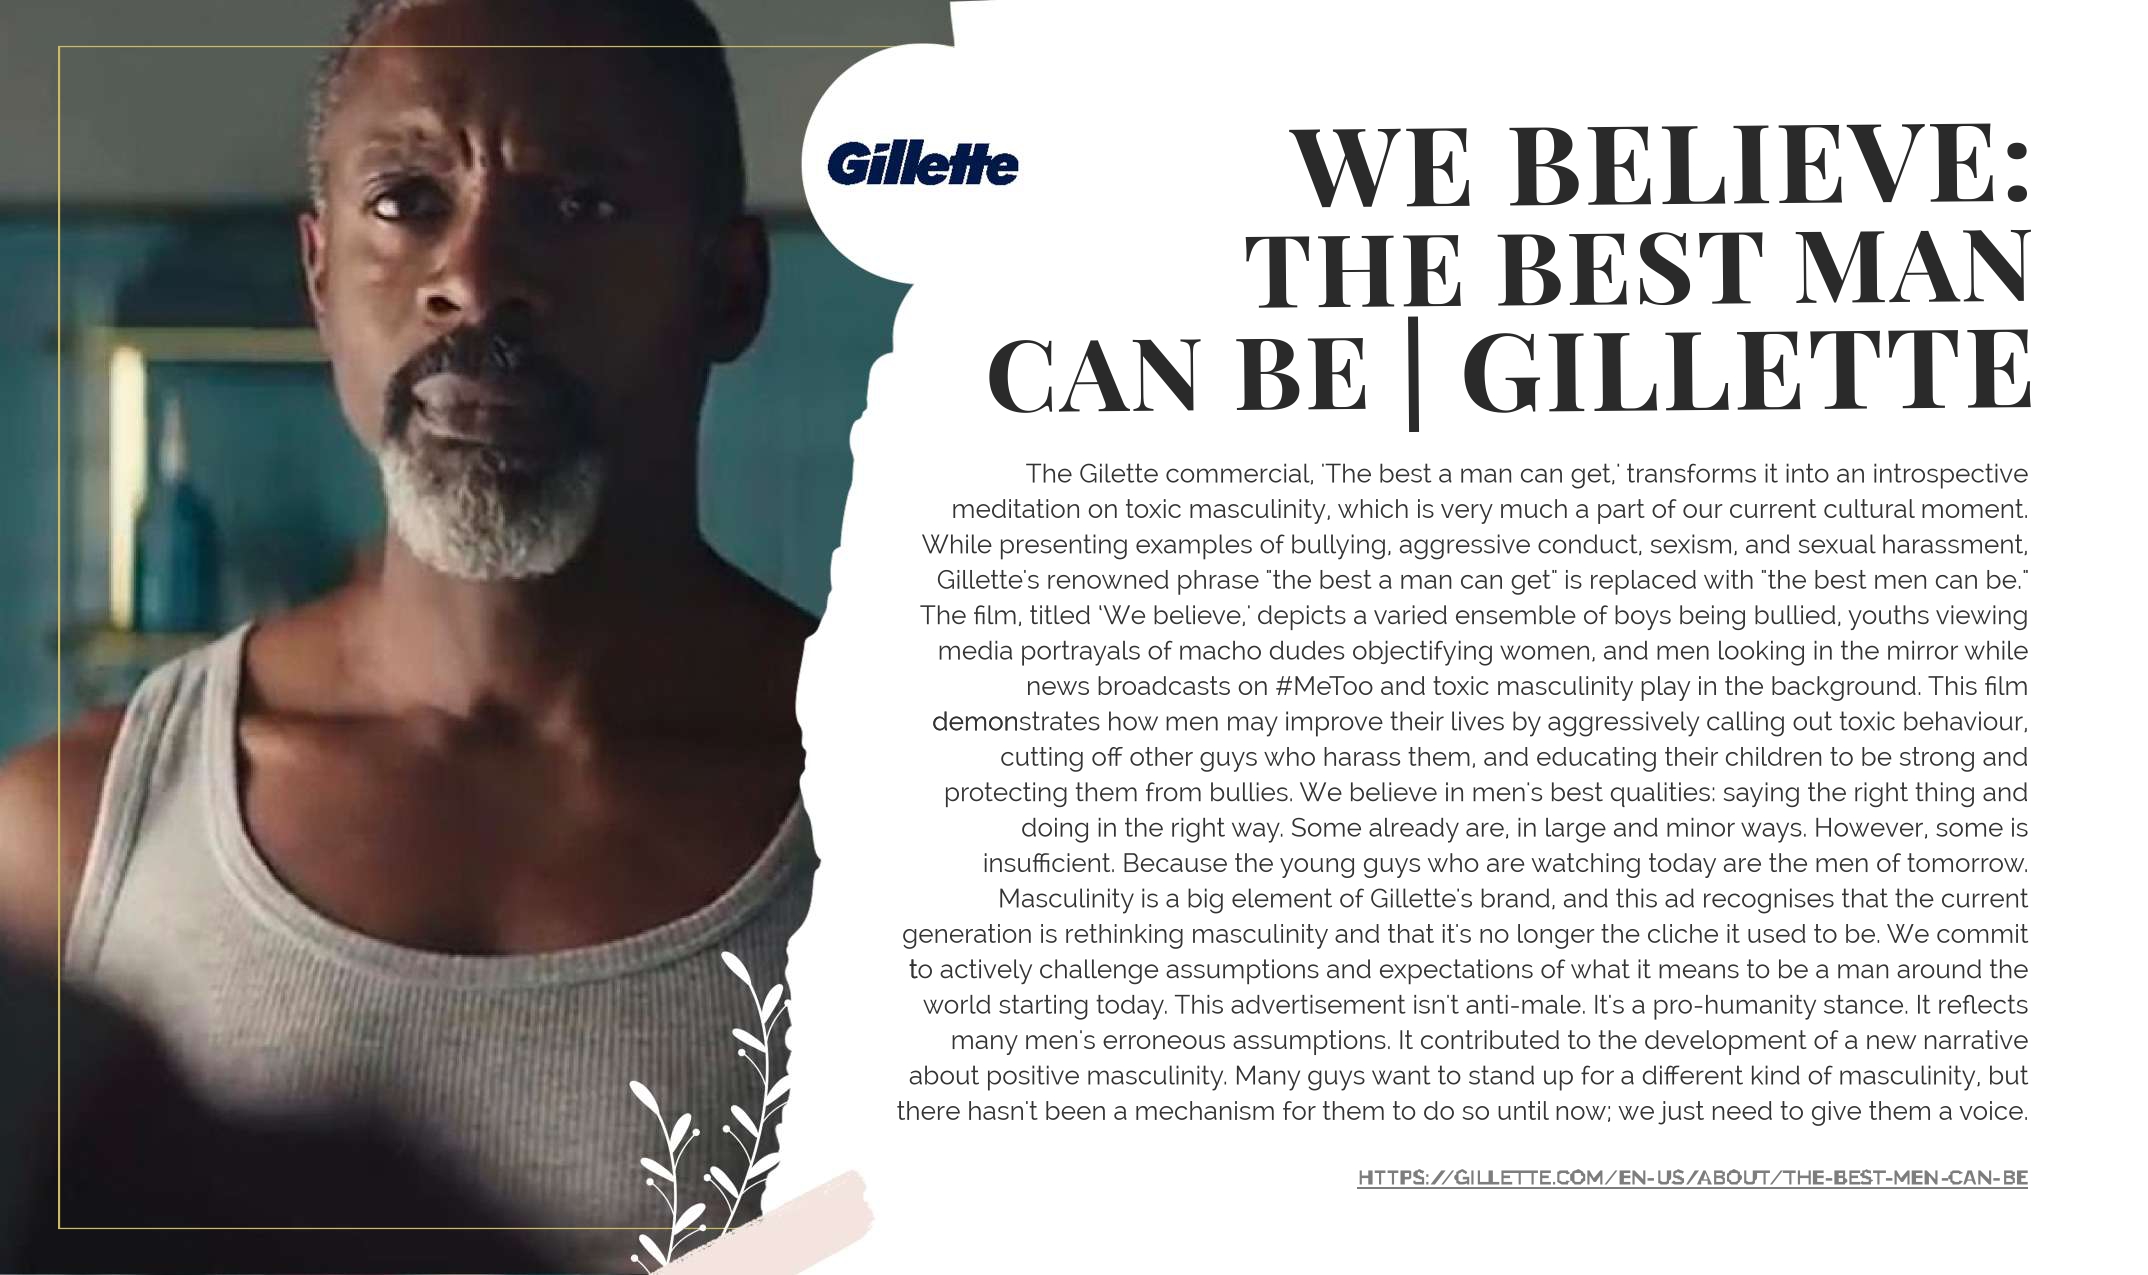 Gillette
WE BELIEVE:
THE BEST MAN
CAN BE | GILLETTE
The Gilette commercial, 'The best a man can get,' transforms it into an introspective
meditation on toxic masculinity, which is very much a part of our current cultural moment.
While presenting examples of bullying, aggressive conduct, sexism, and sexual harassment,
Gillette's renowned phrase "the best a man can get" is replaced with "the best men can be."
The film, titled 'We believe,' depicts a varied ensemble of boys being bullied, youths viewing
media portrayals of macho dudes objectifying women, and men looking in the mirror while
news broadcasts on #MeToo and toxic masculinity play in the background. This film
demonstrates how men may improve their lives by aggressively calling out toxic behaviour,
cutting off other guys who harass them, and educating their children to be strong and
protecting them from bullies. We believe in men's best qualities: saying the right thing and
doing in the right way. Some already are, in large and minor ways. However, some is
insufficient. Because the young guys who are watching today are the men of tomorrow.
Masculinity is a big element of Gillette's brand, and this ad recognises that the current
generation is rethinking masculinity and that it's no longer the cliche it used to be. We commit
to actively challenge assumptions and expectations of what it means to be a man around the
world starting today. This advertisement isn't anti-male. It's a pro-humanity stance. It reflects
many men's erroneous assumptions. It contributed to the development of a new narrative
about positive masculinity. Many guys want to stand up for a different kind of masculinity, but
there hasn't been a mechanism for them to do so until now; we just need to give them a voice.
HTTPS://GILLETTE.COM/EN-US/ABOUT/THE-BEST-MEN-CAN-BE